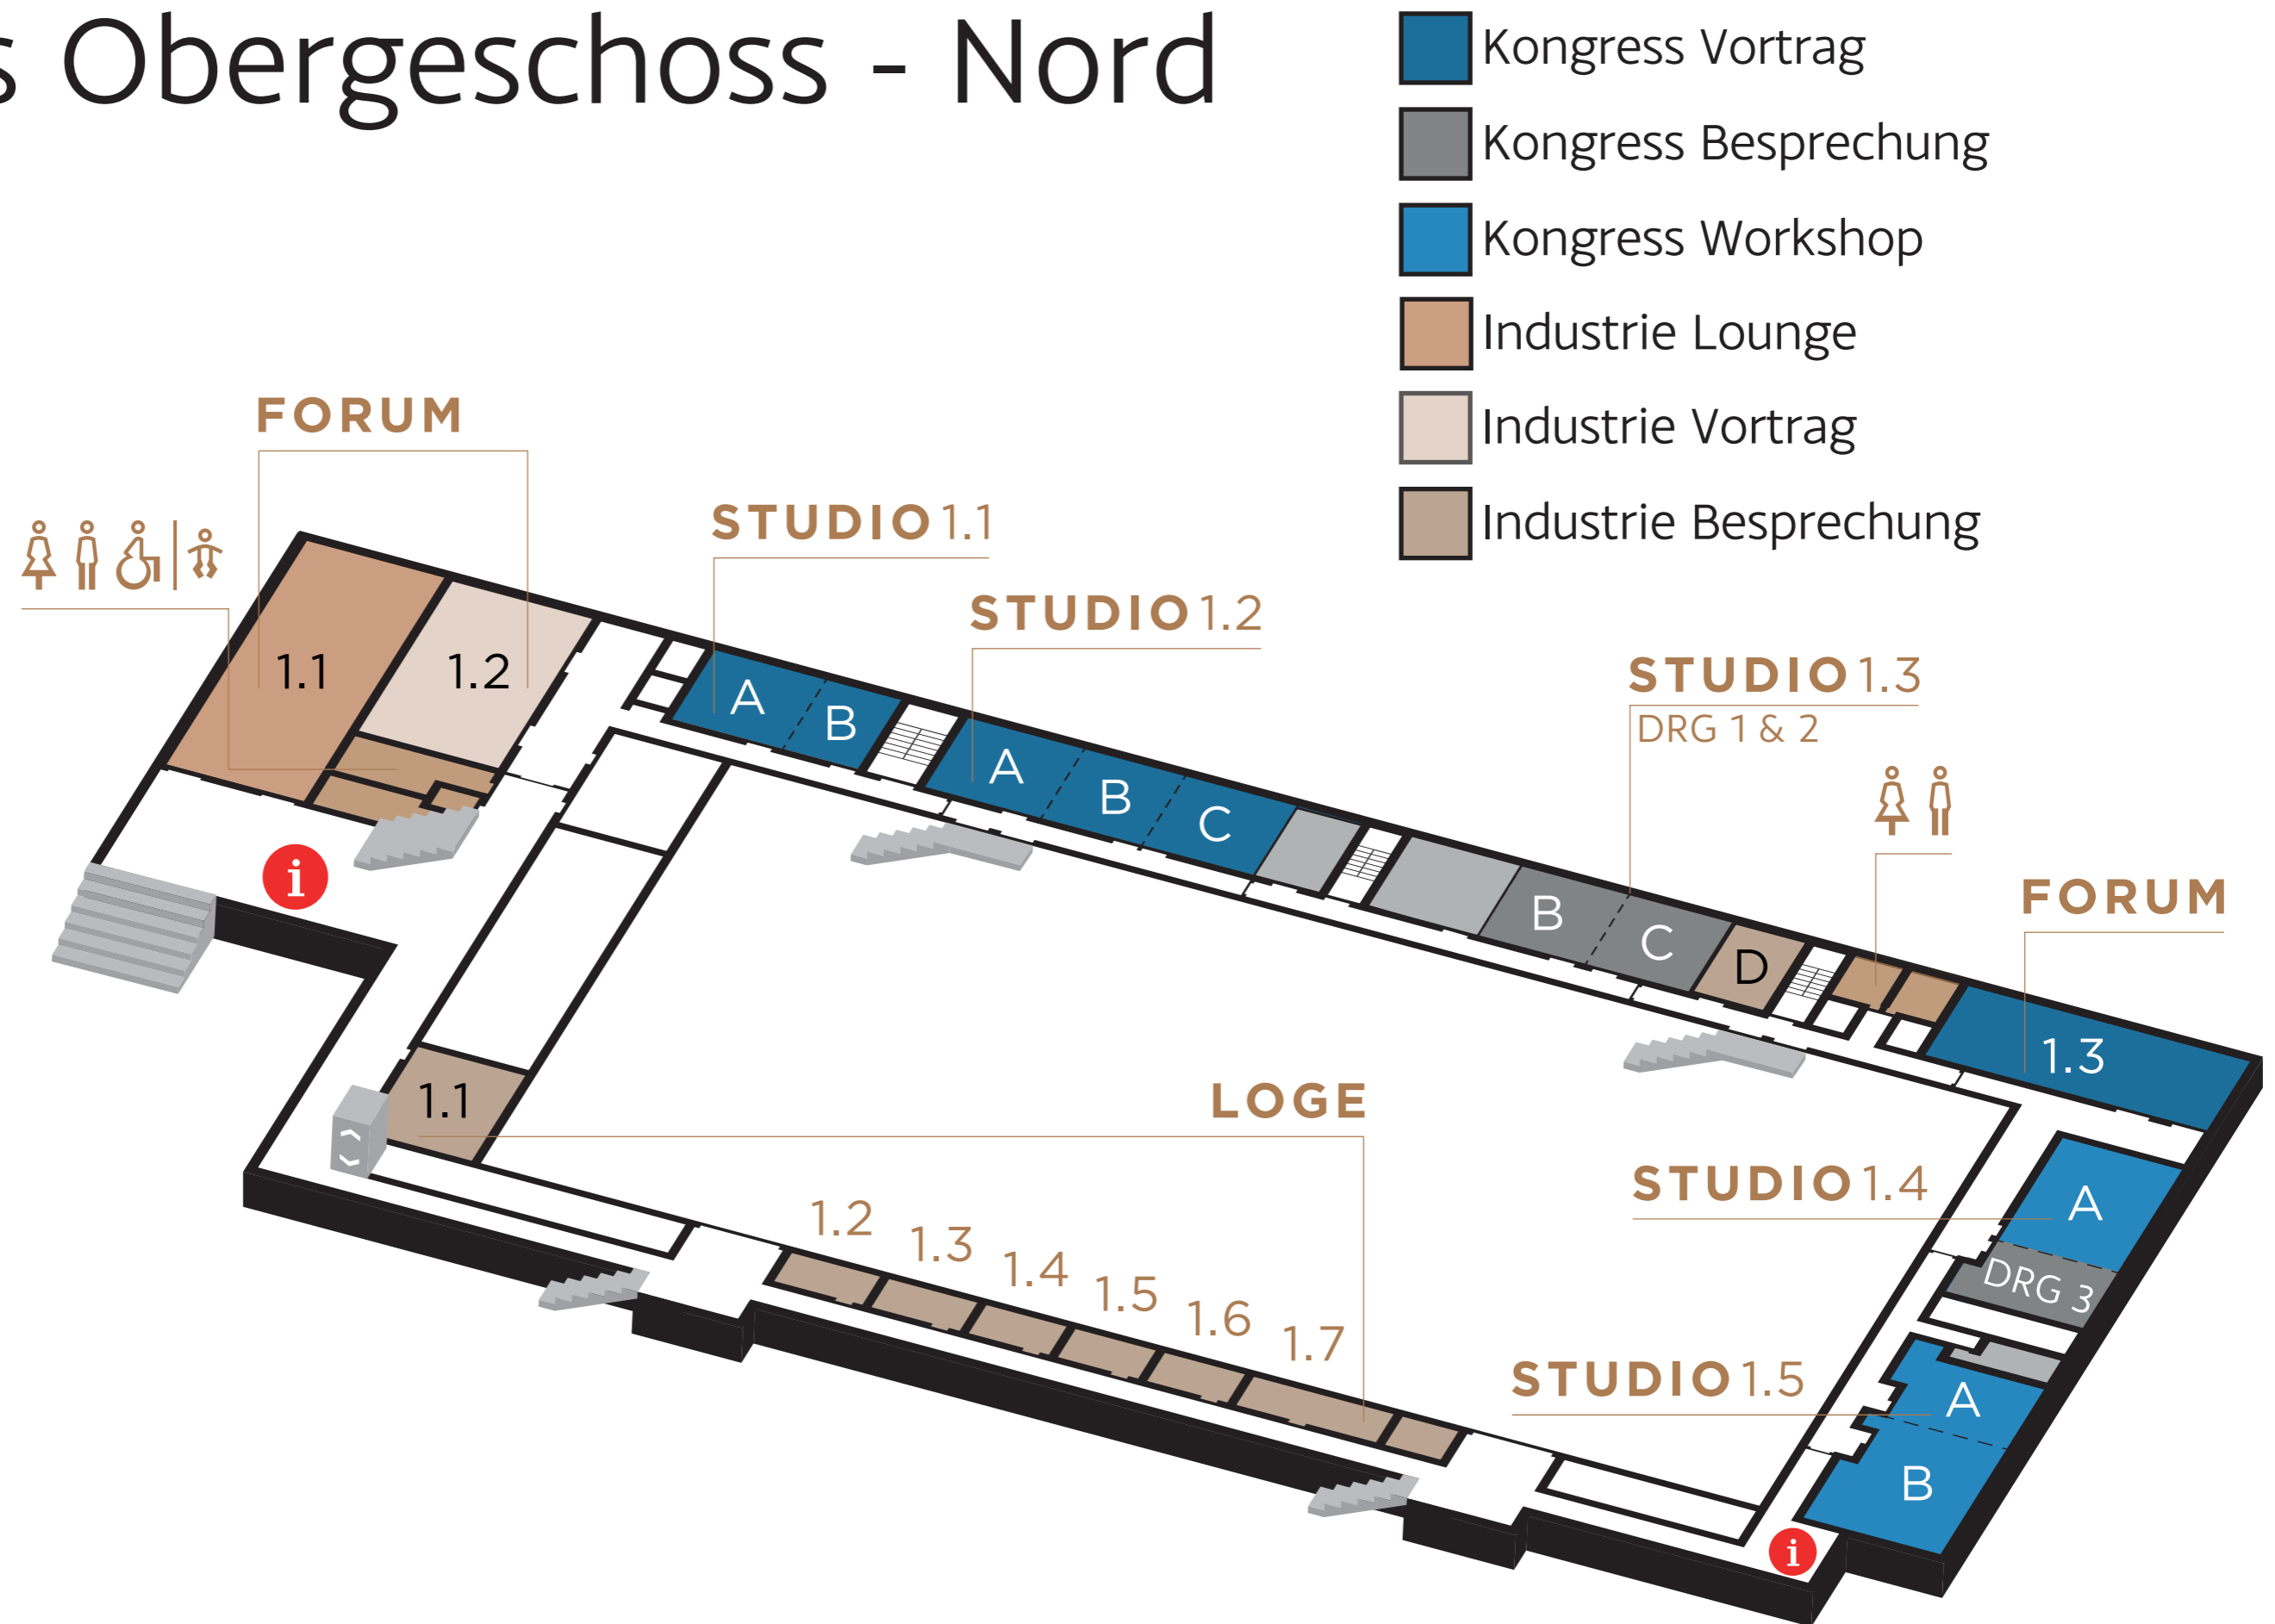 s Obergeschoss - Nord
Kongress Vortrag
Kongress Besprechung
Kongress Workshop
Industrie Lounge
Industrie Vortrag
Industrie Besprechung
FORUM
STUDIO 1.1
STUDIO 1.2
1.1
1.2
A
B
A
B
C
STUDIO 1.3
DRG 1 & 2
i
B
C
D
FORUM
1.3
1.1
LOGE
STUDIO 1.4
A
1.2
1.3
1.4
1.5
1.6
1.7
DRG 3
STUDIO 1.5
A
B
i